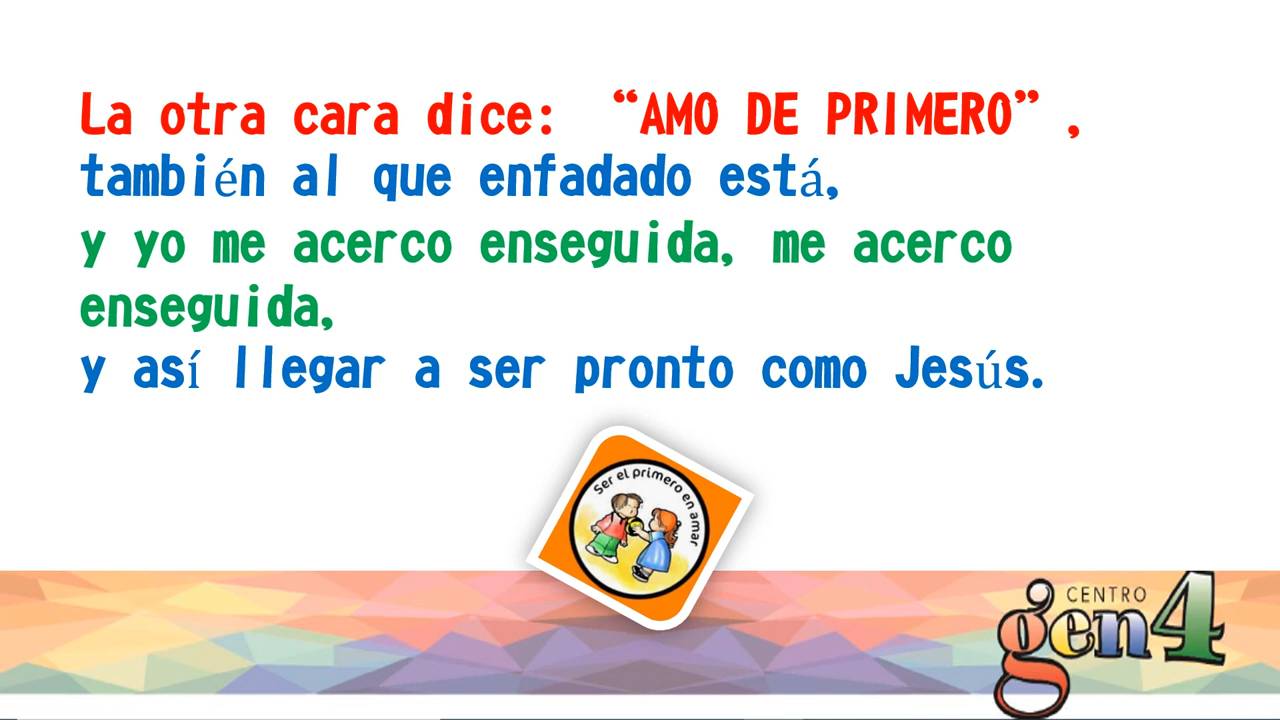 La otra cara dice: “AMO DE PRIMERO”,
también al que enfadado está,
y yo me acerco enseguida, me acerco
enseguida,
y así llegar a ser pronto como Jesús.
Ser el primero en amar
CENTRO
gen4